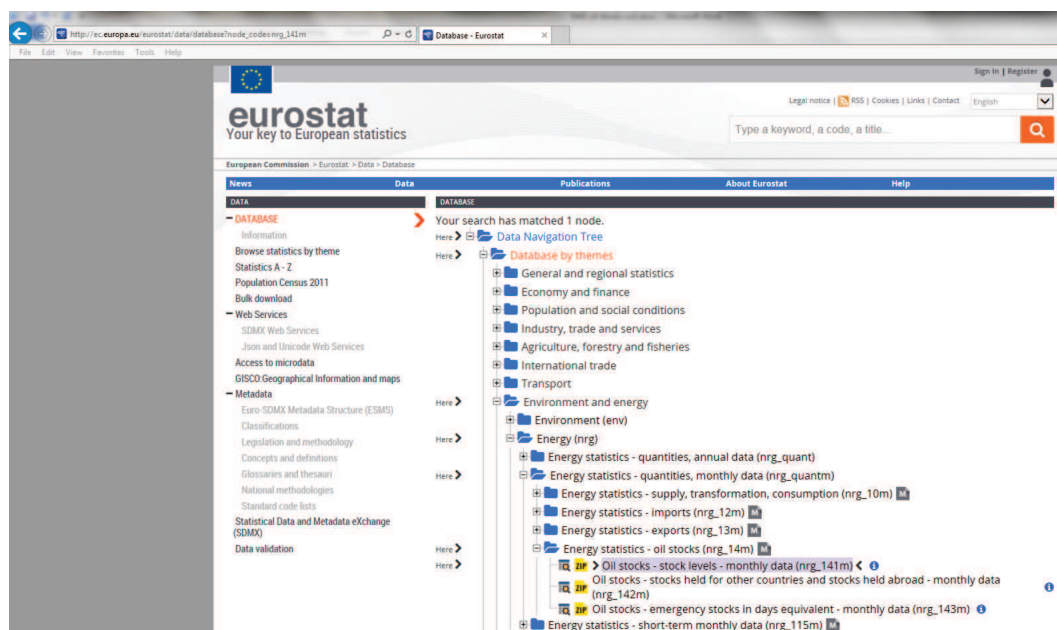 http://ec.europa.eu/eurostat/data/database?node_code=nrg_141m
Database - Eurostat
File Edit View Favorites Tools Help
Sign In | Register
Legal notice | RSS | Cookies | Links | Contact English
eurostat
Your key to European statistics
Type a keyword, a code, a title...
European Commission > Eurostat > Data > Database
News Data Publications About Eurostat Help
DATA
DATABASE
Information
Browse statistics by theme
Statistics A - Z
Population Census 2011
Bulk download
Web Services
SDMX Web Services
Json and Unicode Web Services
Access to microdata
GISCO:Geographical Information and maps
Metadata
Euro-SDMX Metadata Structure (ESMS)
Classifications
Legislation and methodology
Concepts and definitions
Glossaries and thesauri
National methodologies
Standard code lists
Statistical Data and Metadata eXchange
(SDMX)
Data validation
DATABASE
Your search has matched 1 node.
Here Data Navigation Tree
Here Database by themes
General and regional statistics
Economy and finance
Population and social conditions
Industry, trade and services
Agriculture, forestry and fisheries
International trade
Transport
Here Environment and energy
Environment (env)
Here Energy (nrg)
Energy statistics - quantities, annual data (nrg_quant)
Here Energy statistics - quantities, monthly data (nrg_quantm)
Energy statistics - supply, transformation, consumption (nrg_10m) M
Energy statistics - imports (nrg_12m) M
Energy statistics - exports (nrg_13m) M
Here Energy statistics - oil stocks (nrg_14m) M
Here ZIP Oil stocks - stock levels - monthly data (nrg_141m)
ZIP Oil stocks - stocks held for other countries and stocks held abroad - monthly data
(nrg_142m)
ZIP Oil stocks - emergency stocks in days equivalent - monthly data (nrg_143m)
Energy statistics - short-term monthly data (nrg_115m) M